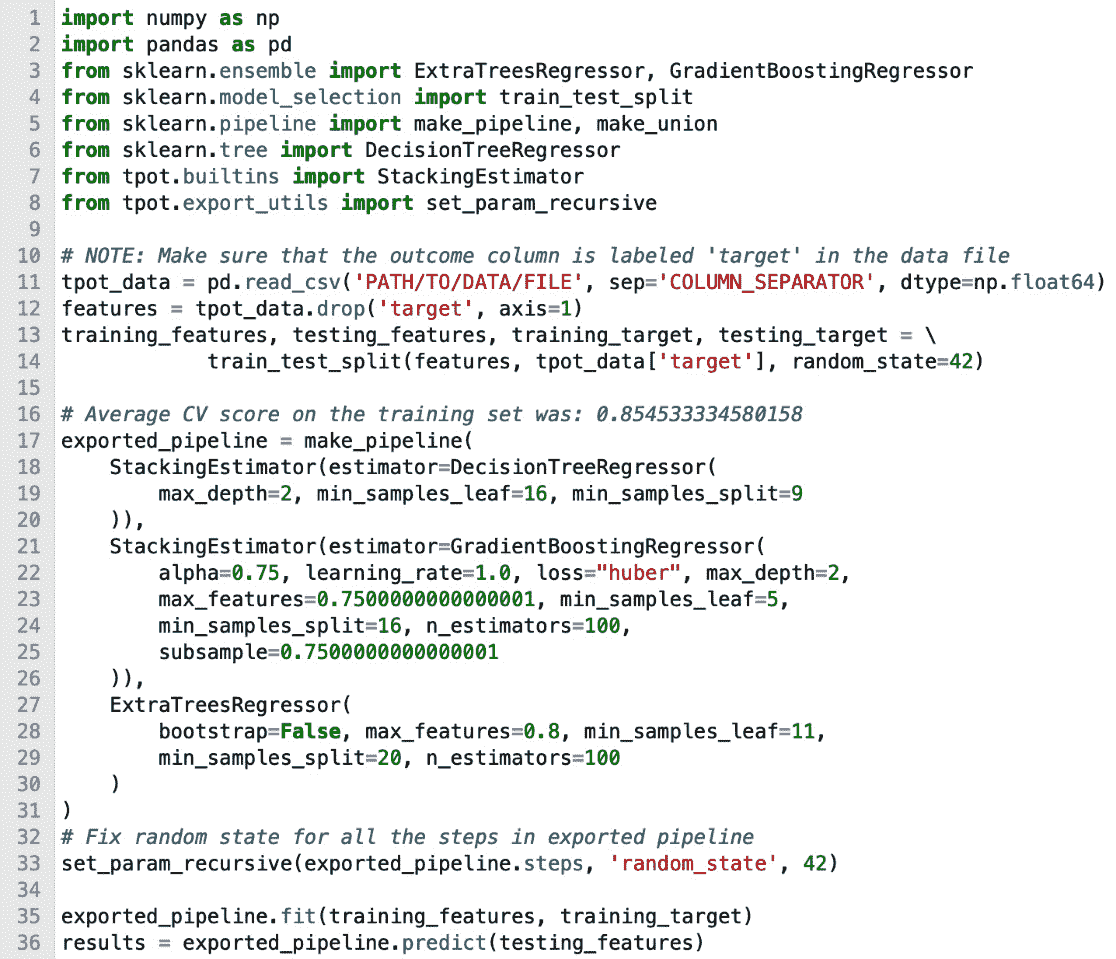 1 import numpy as np
2 import pandas as pd
3 from sklearn.ensemble import ExtraTreesRegressor, GradientBoostingRegressor
4 from sklearn.model_selection import train_test_split
5 from sklearn.pipeline import make_pipeline, make_union
6 from sklearn.tree import DecisionTreeRegressor
7 from tpot.builtins import StackingEstimator
8 from tpot.export_utils import set_param_recursive
9
10 # NOTE: Make sure that the outcome column is labeled 'target' in the data file
11 tpot_data = pd.read_csv('PATH/TO/DATA/FILE', sep='COLUMN_SEPARATOR', dtype=np.float64)
12 features = tpot_data.drop('target', axis=1)
13 training_features, testing_features, training_target, testing_target = \
14             train_test_split(features, tpot_data['target'], random_state=42)
15
16 # Average CV score on the training set was: 0.854533334580158
17 exported_pipeline = make_pipeline(
18     StackingEstimator(estimator=DecisionTreeRegressor(
19         max_depth=2, min_samples_leaf=16, min_samples_split=9
20     )),
21     StackingEstimator(estimator=GradientBoostingRegressor(
22         alpha=0.75, learning_rate=1.0, loss="huber", max_depth=2,
23         max_features=0.7500000000000001, min_samples_leaf=5,
24         min_samples_split=16, n_estimators=100,
25         subsample=0.7500000000000001
26     )),
27     ExtraTreesRegressor(
28         bootstrap=False, max_features=0.8, min_samples_leaf=11,
29         min_samples_split=20, n_estimators=100
30     )
31 )
32 # Fix random state for all the steps in exported pipeline
33 set_param_recursive(exported_pipeline.steps, 'random_state', 42)
34
35 exported_pipeline.fit(training_features, training_target)
36 results = exported_pipeline.predict(testing_features)